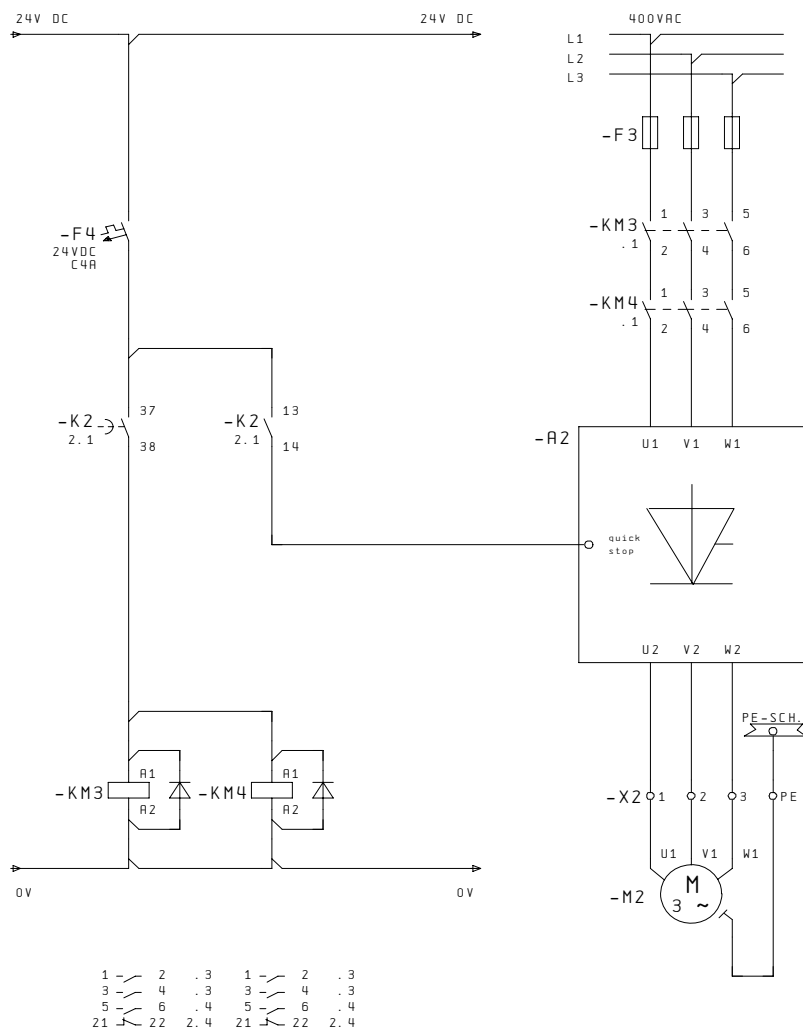 24V DC 24V DC 400VAC
L1
L2
L3
-F3
-F4
24VDC
C4A
-KM3 1 3 5
.1 2 4 6
-KM4 1 3 5
.1 2 4 6
-K2 37 -K2 13
2.1 38 2.1 14
-A2 U1 V1 W1
quick
stop
U2 V2 W2
PE-SCH.
-KM3 A1 -KM4 A1
A2 A2
-X2 1 2 3 PE
U1 V1 W1
0V 0V
-M2 M
3 ~
1 2 .3 1 2 .3
3 4 .3 3 4 .3
5 6 .4 5 6 .4
21 22 2.4 21 22 2.4